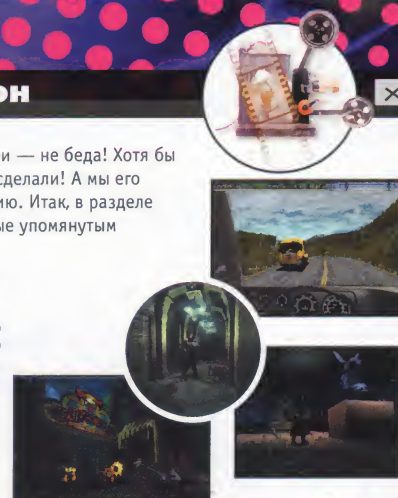 ОН
и — не беда! Хотя бы
сделали! А мы его
ию. Итак, в разделе
ые упомянутым